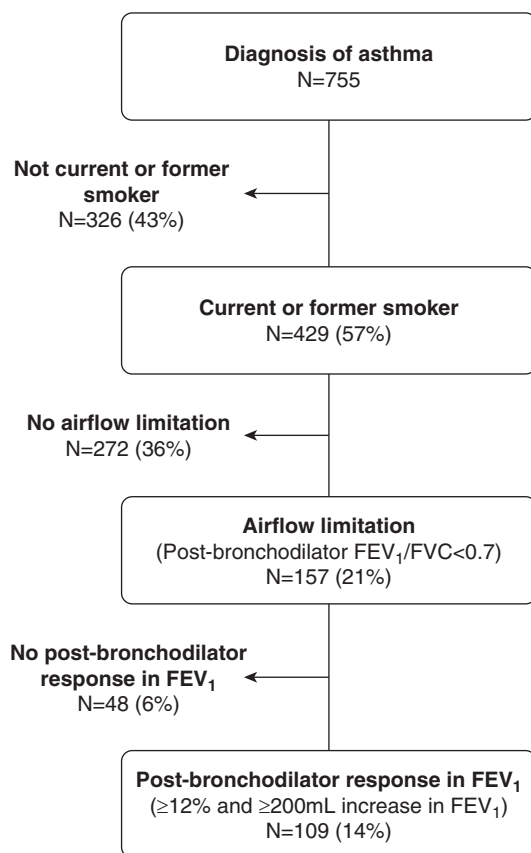 Diagnosis of asthma
N=755
Not current or former
smoker
N=326 (43%)
Current or former smoker
N=429 (57%)
No airflow limitation
N=272 (36%)
Airflow limitation
(Post-bronchodilator FEV₁/FVC<0.7)
N=157 (21%)
No post-bronchodilator
response in FEV₁
N=48 (6%)
Post-bronchodilator response in FEV₁
(≥12% and ≥200mL increase in FEV₁)
N=109 (14%)